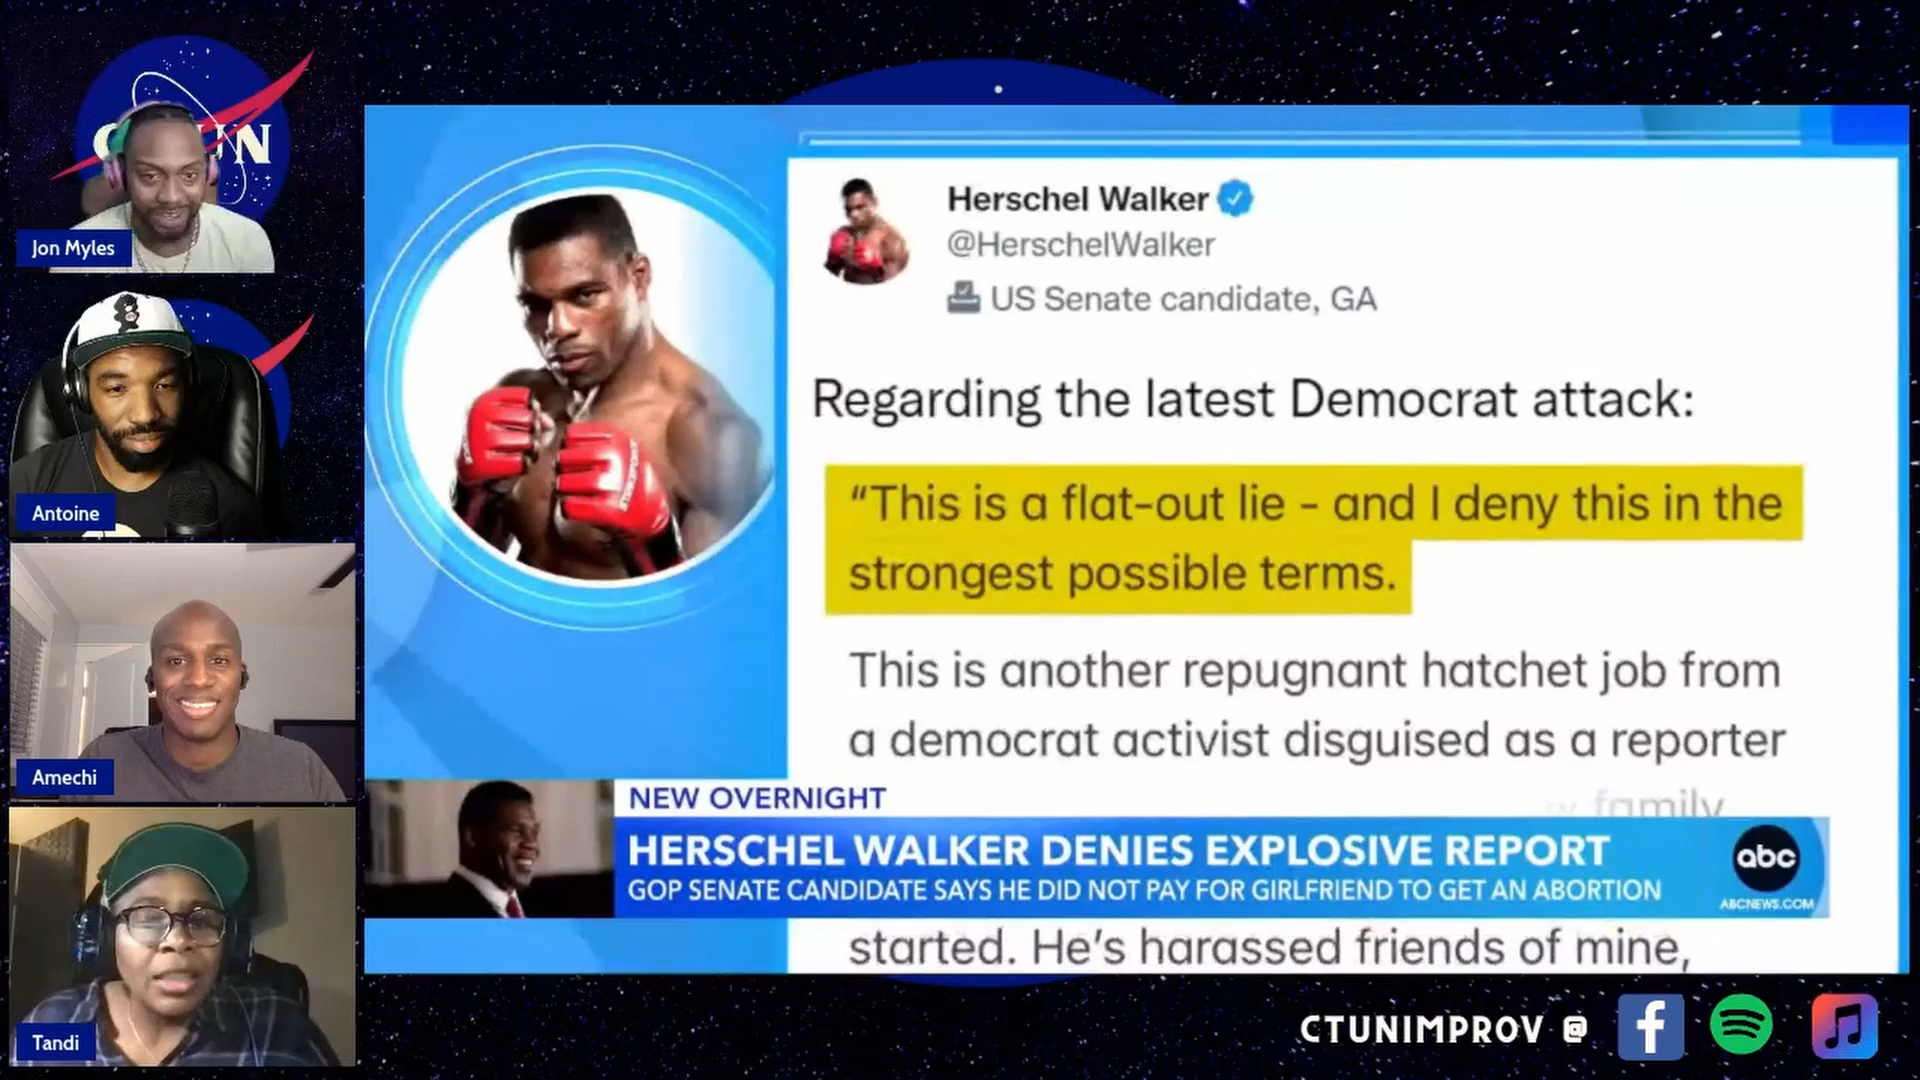 Jon Myles
Antoine
Amechi
Tandi
Herschel Walker
@HerschelWalker
US Senate candidate, GA
Regarding the latest Democrat attack:
“This is a flat-out lie - and I deny this in the
strongest possible terms.
This is another repugnant hatchet job from
a democrat activist disguised as a reporter
family
NEW OVERNIGHT
HERSCHEL WALKER DENIES EXPLOSIVE REPORT
GOP SENATE CANDIDATE SAYS HE DID NOT PAY FOR GIRLFRIEND TO GET AN ABORTION
abc
ABCNEWS.COM
started. He's harassed friends of mine,
CTUNIMPROV @